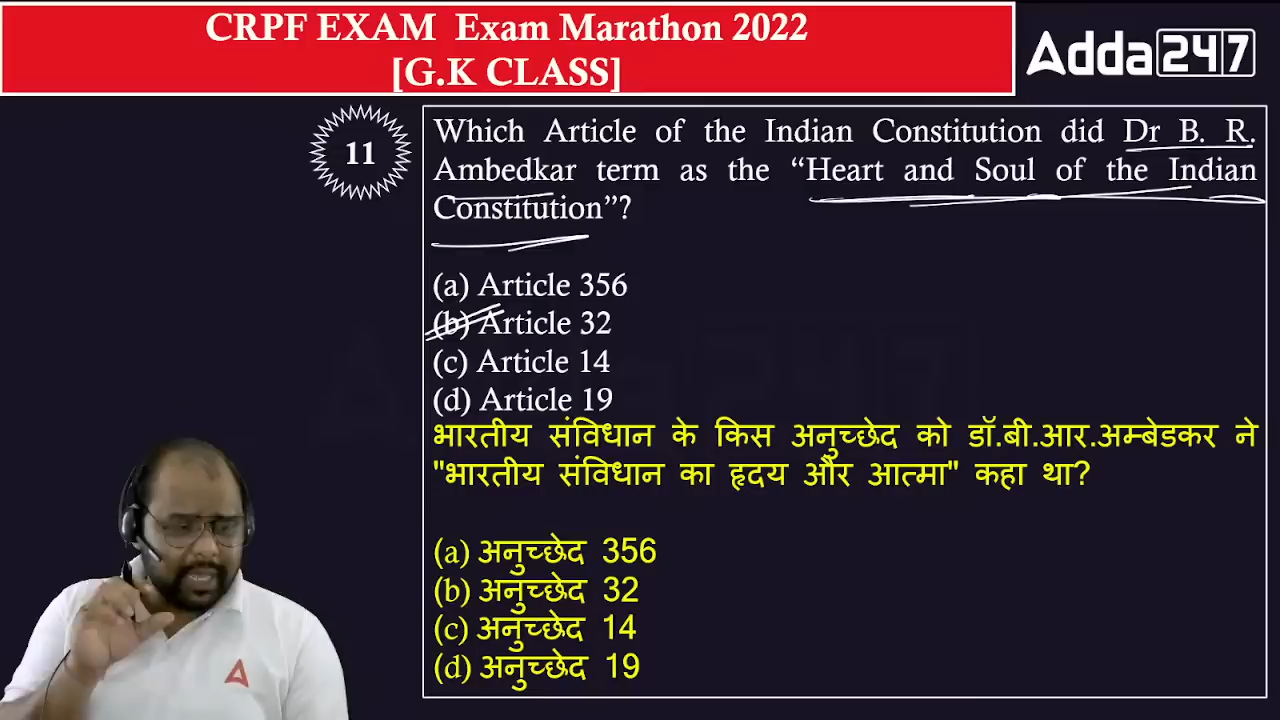 CRPF EXAM Exam Marathon 2022
[G.K CLASS]
Adda247
11
Which Article of the Indian Constitution did Dr B. R.
Ambedkar term as the “Heart and Soul of the Indian
Constitution”?
(a) Article 356
(b) Article 32
(c) Article 14
(d) Article 19
भारतीय संविधान के किस अनुच्छेद को डॉ.बी.आर.अम्बेडकर ने
"भारतीय संविधान का हृदय और आत्मा" कहा था?
(a) अनुच्छेद 356
(b) अनुच्छेद 32
(c) अनुच्छेद 14
(d) अनुच्छेद 19